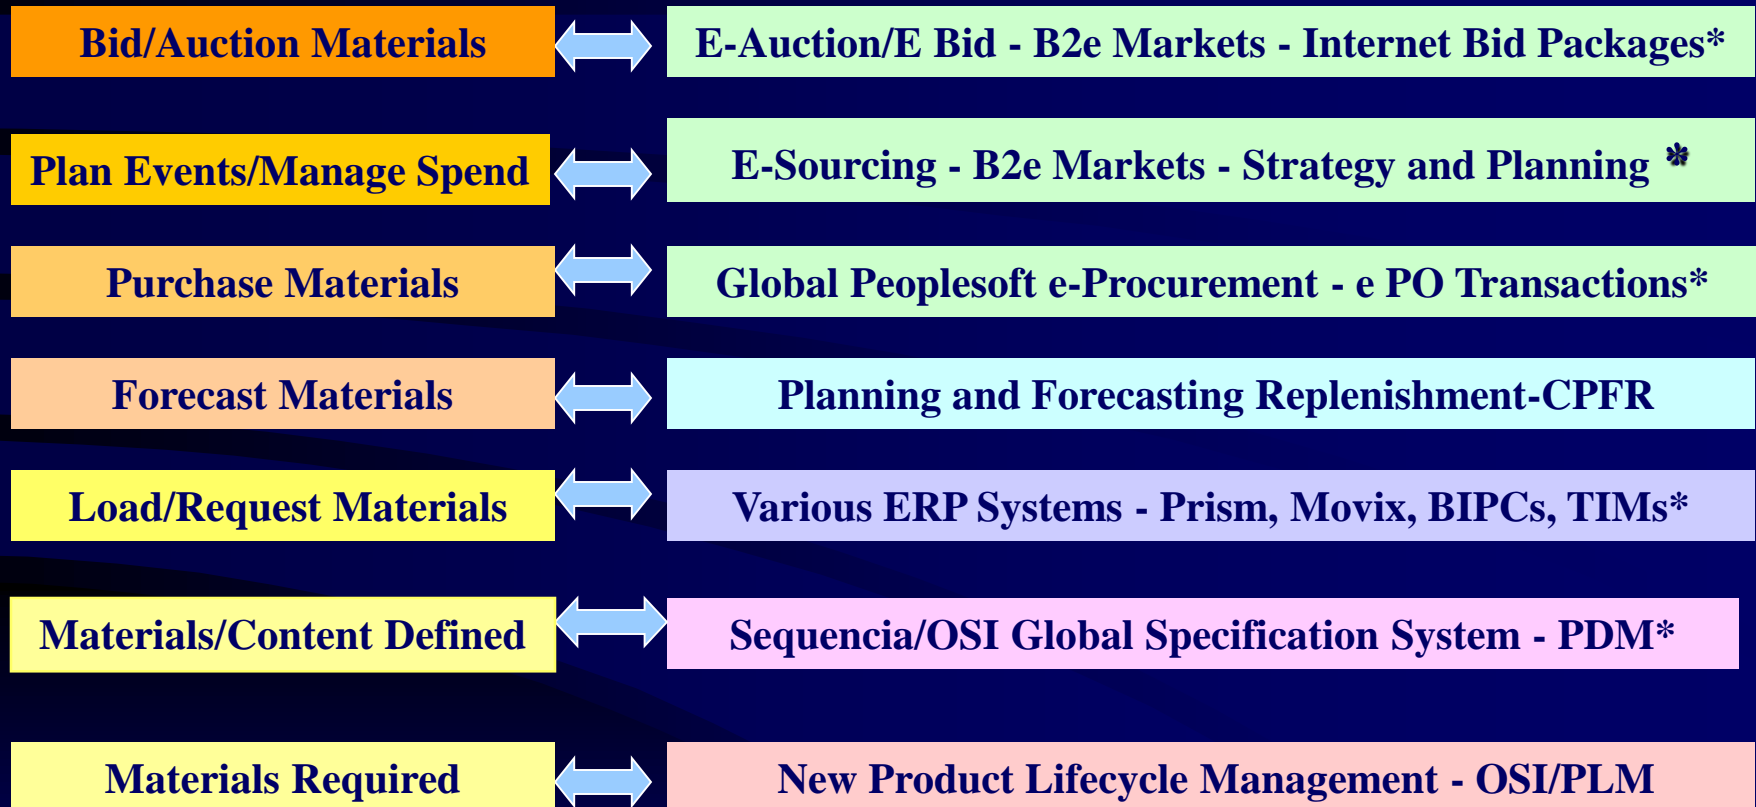 Bid/Auction Materials
E-Auction/E Bid - B2e Markets - Internet Bid Packages*
Plan Events/Manage Spend
E-Sourcing - B2e Markets - Strategy and Planning *
Purchase Materials
Global Peoplesoft e-Procurement - e PO Transactions*
Forecast Materials
Planning and Forecasting Replenishment-CPFR
Load/Request Materials
Various ERP Systems - Prism, Movix, BIPCs, TIMs*
Materials/Content Defined
Sequencia/OSI Global Specification System - PDM*
Materials Required
New Product Lifecycle Management - OSI/PLM